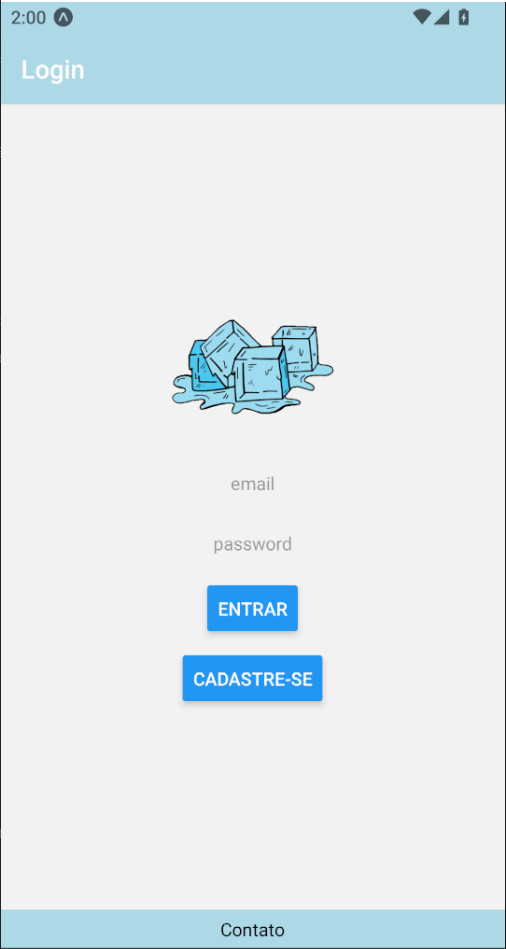 2:00
Login
email
password
ENTRAR
CADASTRE-SE
Contato